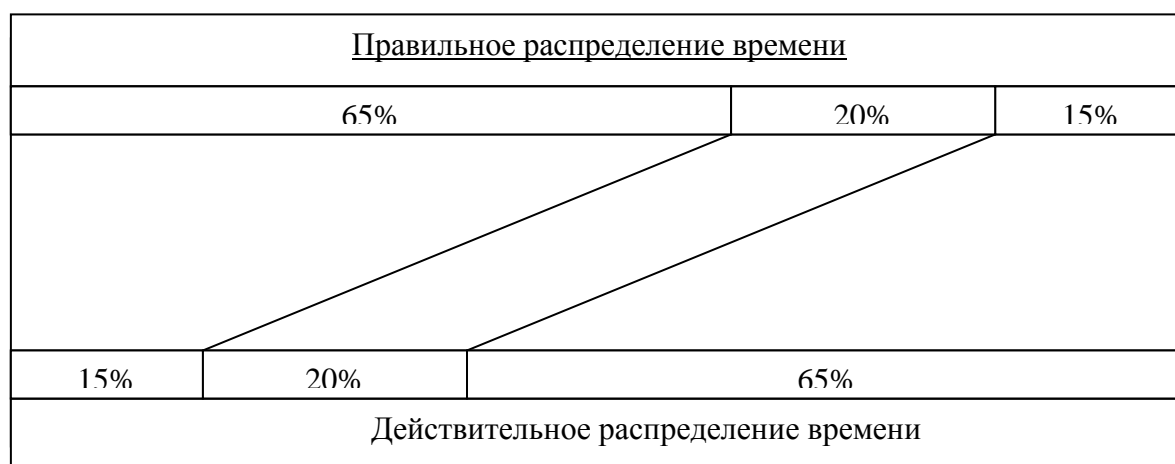 Правильное распределение времени
65% 20% 15%
15% 20% 65%
Действительное распределение времени